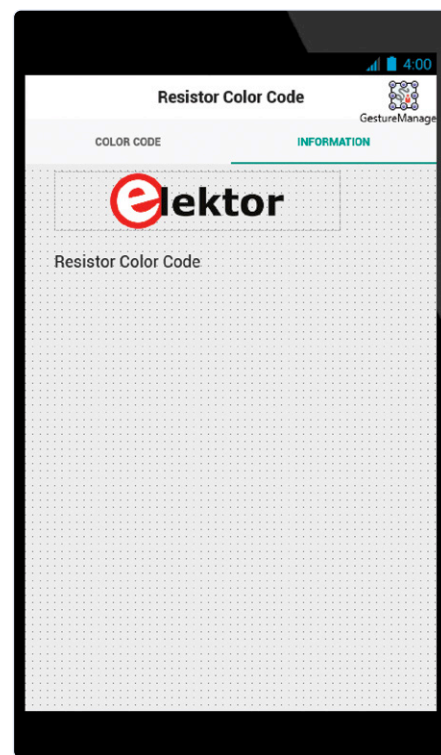 4:00
Resistor Color Code
GestureManage
COLOR CODE
INFORMATION
elektor
Resistor Color Code